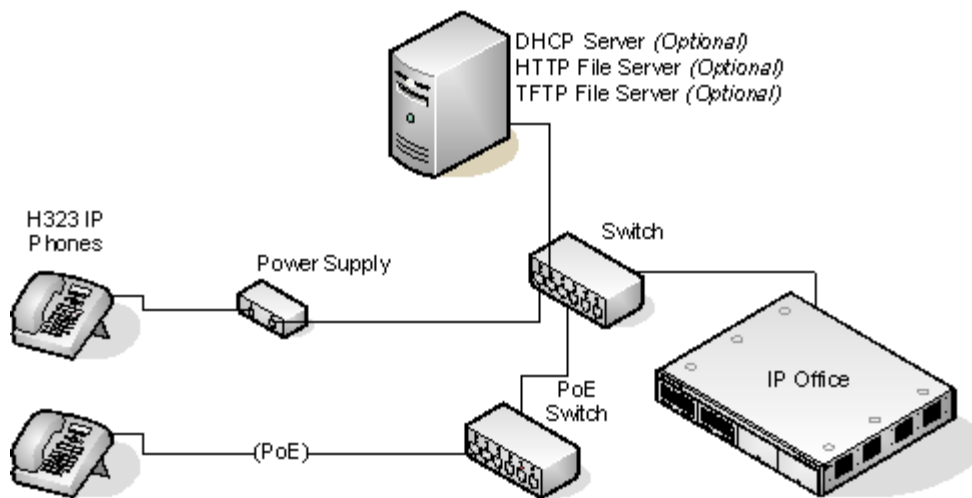 DHCP Server (Optional)
HTTP File Server (Optional)
TFTP File Server (Optional)
H323 IP
Phones
Power Supply
Switch
IP Office
PoE
Switch
(PoE)